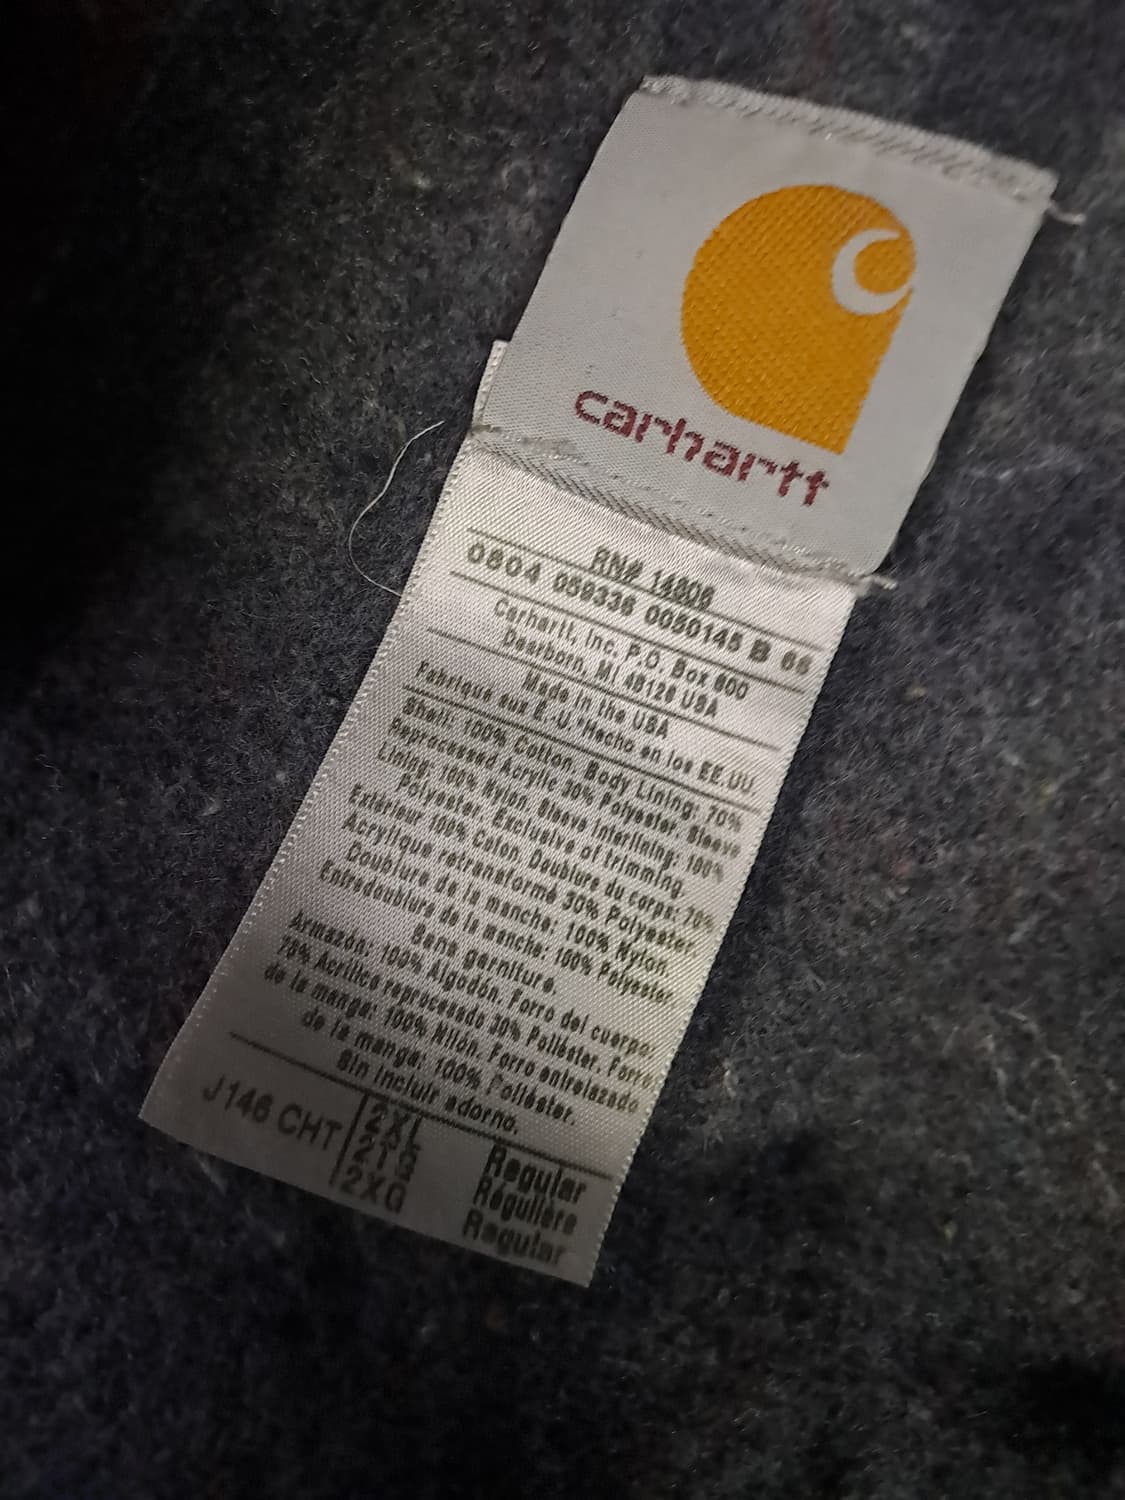 carhartt
RN# 14806
0804 059336 0050145 B 66
Carhartt, Inc. P.O. Box 600
Dearborn, MI 48126 USA
Made in the USA
Fabrique aux E.-U *Hecho en los EE.UU.
Shell: 100% Cotton. Body Lining: 70%
Reprocessed Acrylic 30% Polyester. Sleeve
Lining: 100% Nylon. Sleeve Interlining: 100%
Polyester. Exclusive of trimming.
Extérieur 100% Coton. Doublure du corps: 70%
Acrylique retransformé 30% Polyester.
Doublure de la manche: 100% Nylon.
Entredoublure de la manche: 100% Polyester.
Sans garniture.
Armazón: 100% Algodón. Forro del cuerpo:
70% Acrílico reprocesado 30% Poliéster. Forro
de la manga: 100% Nilón. Forro entrelazado
de la manga: 100% Poliéster.
Sin incluir adorno.
J146 CHT 2XL Regular
2TG Régulière
2XG Regular